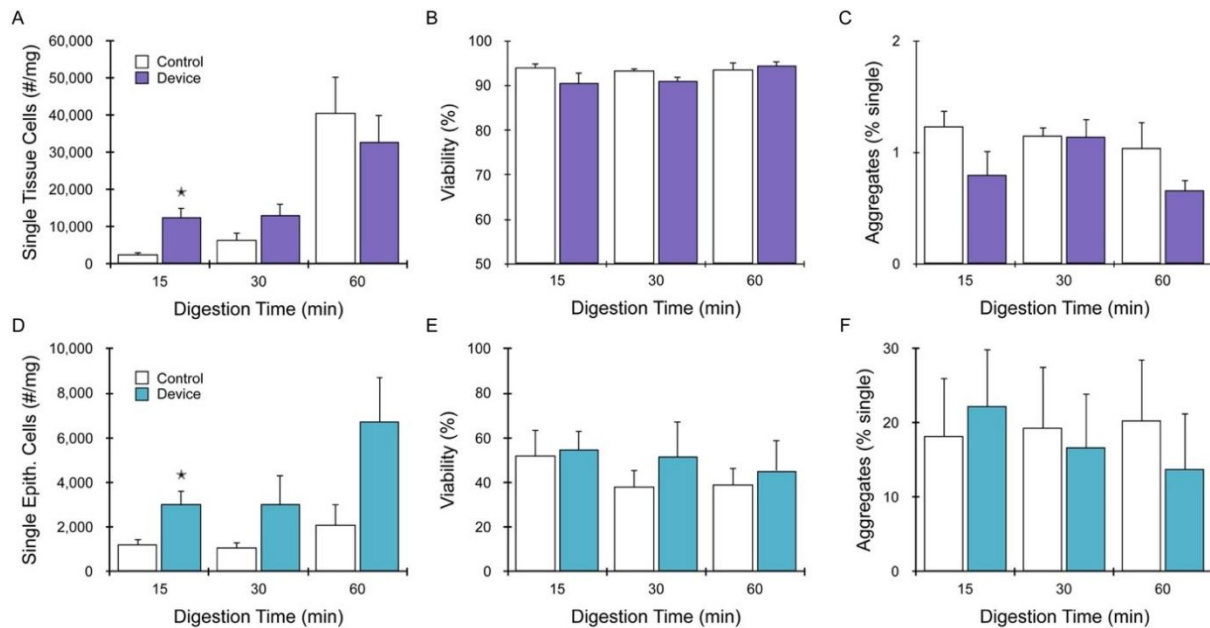 A
Single Tissue Cells (#/mg)
60,000
50,000
40,000
30,000
20,000
10,000
0
Control
Device
★
15 30 60
Digestion Time (min)
B
Viability (%)
100
90
80
70
60
50
15 30 60
Digestion Time (min)
C
Aggregates (% single)
2
1
0
15 30 60
Digestion Time (min)
D
Single Epith. Cells (#/mg)
10,000
8,000
6,000
4,000
2,000
0
Control
Device
★
15 30 60
Digestion Time (min)
E
Viability (%)
100
80
60
40
20
0
15 30 60
Digestion Time (min)
F
Aggregates (% single)
30
20
10
0
15 30 60
Digestion Time (min)